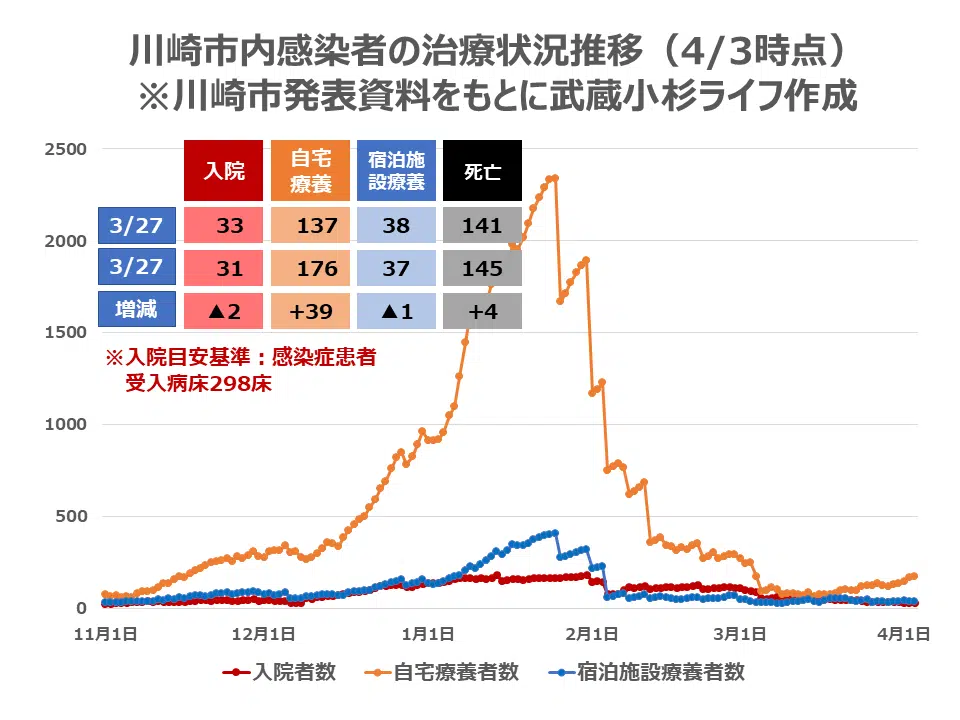 川崎市内感染者の治療状況推移（4/3時点）
※川崎市発表資料をもとに武蔵小杉ライフ作成
入院 自宅療養 宿泊施設療養 死亡
3/27 33 137 38 141
3/27 31 176 37 145
増減 ▲2 +39 ▲1 +4
※入院目安基準：感染症患者
受入病床298床
2500
2000
1500
1000
500
0
11月1日 12月1日 1月1日 2月1日 3月1日 4月1日
入院者数 自宅療養者数 宿泊施設療養者数